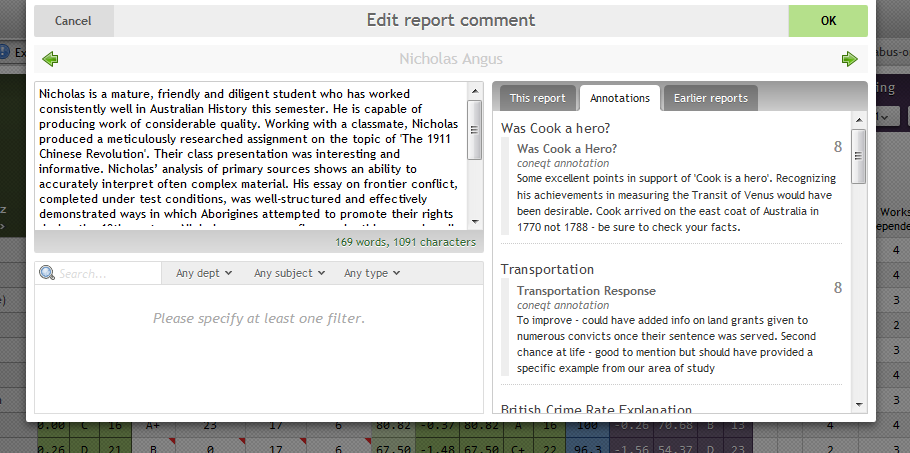 Cancel
Edit report comment
OK
Ex
abus-o
Nicholas Angus
Nicholas is a mature, friendly and diligent student who has worked
consistently well in Australian History this semester. He is capable of
producing work of considerable quality. Working with a classmate, Nicholas
produced a meticulously researched assignment on the topic of 'The 1911
Chinese Revolution'. Their class presentation was interesting and
informative. Nicholas' analysis of primary sources shows an ability to
accurately interpret often complex material. His essay on frontier conflict,
completed under test conditions, was well-structured and effectively
demonstrated ways in which Aborigines attempted to promote their rights
169 words, 1091 characters
Search...
Any dept
Any subject
Any type
Please specify at least one filter.
This report
Annotations
Earlier reports
Was Cook a hero?
Was Cook a Hero? 8
coneqt annotation
Some excellent points in support of 'Cook is a hero'. Recognizing
his achievements in measuring the Transit of Venus would have
been desirable. Cook arrived on the east coat of Australia in
1770 not 1788 - be sure to check your facts.
Transportation
Transportation Response 8
coneqt annotation
To improve - could have added info on land grants given to
numerous convicts once their sentence was served. Second
chance at life - good to mention but should have provided a
specific example from our area of study
British Crime Rate Explanation
ing
Works
pende
4
4
3
2
3
4
3
0.00 C 16 A+ 23 17 6 80.82 -0.37 80.82 A 16 100 -0.26 70.68 B 13 4 4
0.26 D 21 B 0 17 6 67.50 -1.48 67.50 C+ 22 96.3 -1.56 54.37 D 23 2 3